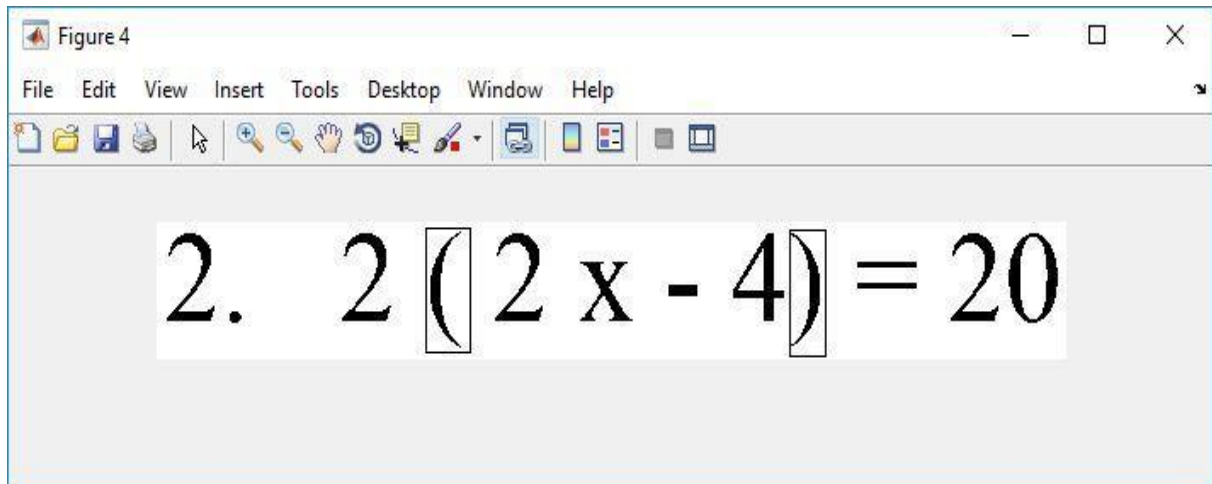 Figure 4
File Edit View Insert Tools Desktop Window Help
2. 2 ( 2 x - 4) = 20